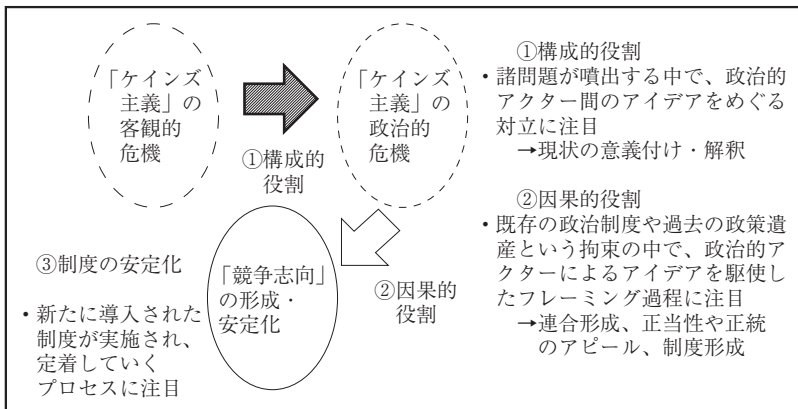 「ケインズ
主義」の
客観的
危機
①構成的
役割
「ケインズ
主義」の
政治的
危機
①構成的役割
・諸問題が噴出する中で、政治的
アクター間のアイデアをめぐる
対立に注目
→現状の意義付け・解釈
②因果的役割
・既存の政治制度や過去の政策遺
産という拘束の中で、政治的ア
クターによるアイデアを駆使し
たフレーミング過程に注目
→連合形成、正当性や正統
のアピール、制度形成
③制度の安定化
・新たに導入された
制度が実施され、
定着していく
プロセスに注目
「競争志向」
の形成・
安定化
②因果的
役割